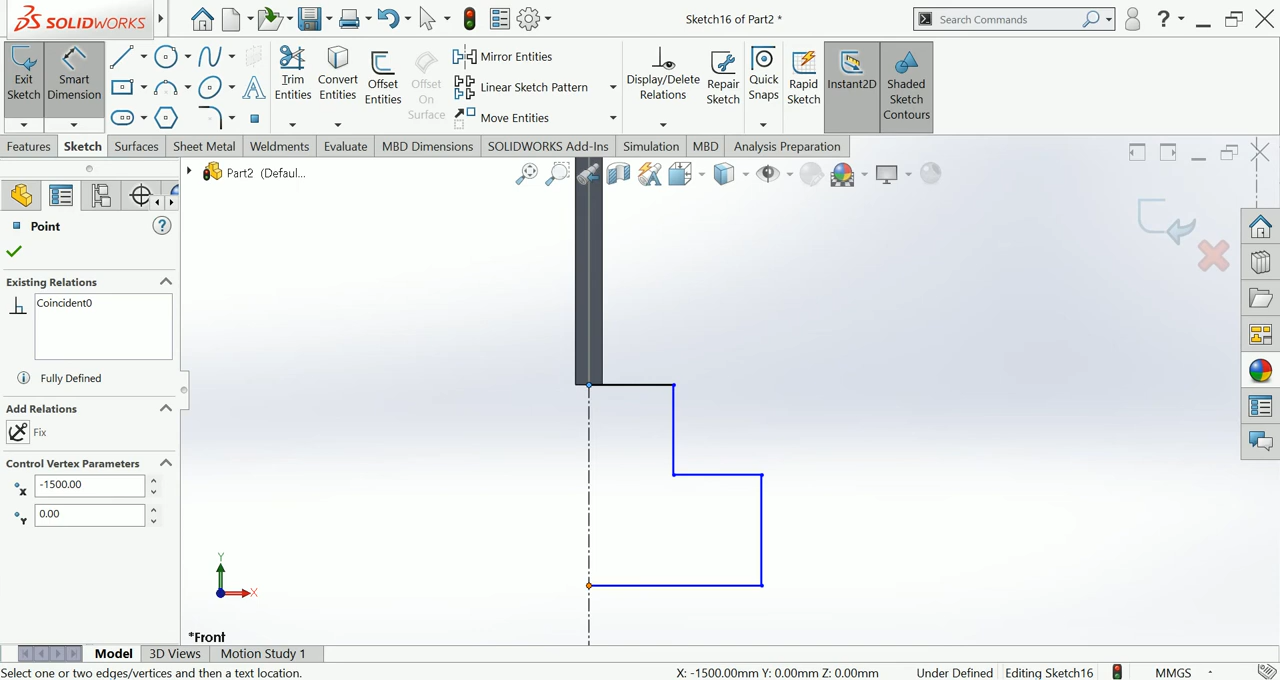 SOLIDWORKS
Sketch16 of Part2 *
Search Commands
?
Exit Sketch
Smart Dimension
Trim Entities
Convert Entities
Offset Entities
Offset On Surface
Mirror Entities
Linear Sketch Pattern
Move Entities
Display/Delete Relations
Repair Sketch
Quick Snaps
Rapid Sketch
Instant2D
Shaded Sketch Contours
Features
Sketch
Surfaces
Sheet Metal
Weldments
Evaluate
MBD Dimensions
SOLIDWORKS Add-Ins
Simulation
MBD
Analysis Preparation
Part2 (Defaul...
Point
?
Existing Relations
Coincident0
Fully Defined
Add Relations
Fix
Control Vertex Parameters
X
-1500.00
Y
0.00
Y
X
*Front
Model
3D Views
Motion Study 1
Select one or two edges/vertices and then a text location.
X: -1500.00mm Y: 0.00mm Z: 0.00mm
Under Defined
Editing Sketch16
MMGS